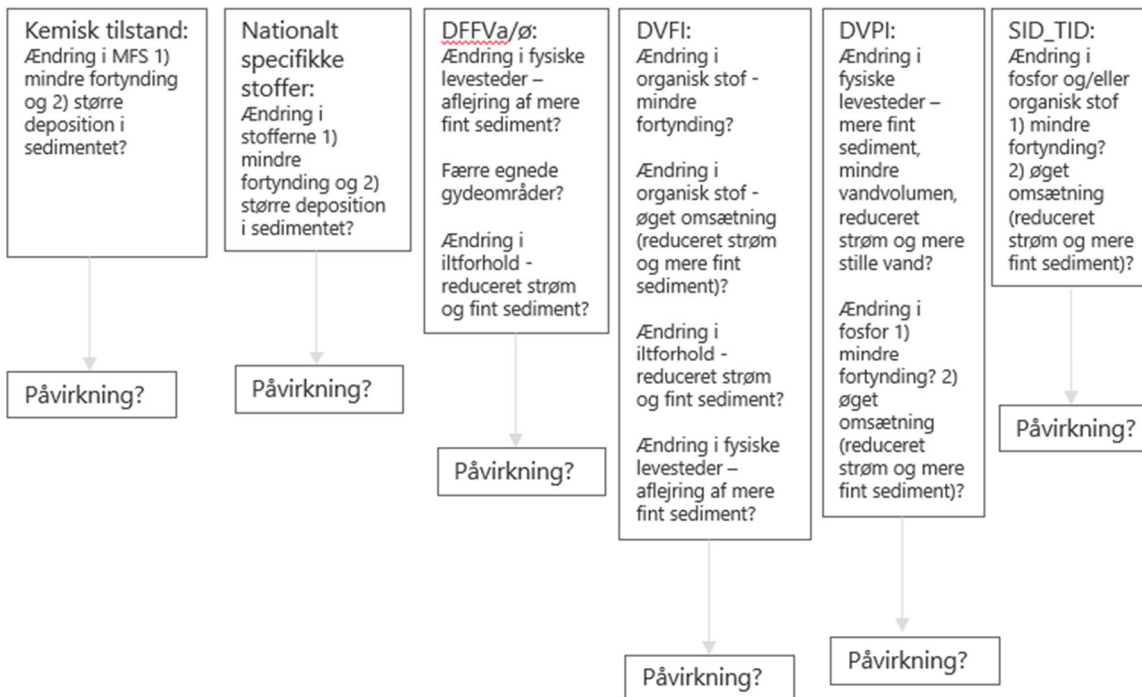 Kemisk tilstand:
Ændring i MFS 1)
mindre fortynding
og 2) større
deposition i
sedimentet?
Påvirkning?
Nationalt
specifikke
stoffer:
Ændring i
stofferne 1)
mindre
fortynding og 2)
større deposition
i sedimentet?
Påvirkning?
DFFVa/ø:
Ændring i fysiske
levesteder –
aflejring af mere
fint sediment?
Færre egnede
gydeområder?
Ændring i
iltforhold -
reduceret strøm
og fint sediment?
Påvirkning?
DVFI:
Ændring i
organisk stof -
mindre
fortynding?
Ændring i
organisk stof -
øget omsætning
(reduceret strøm
og mere fint
sediment)?
Ændring i
iltforhold -
reduceret strøm
og fint sediment?
Ændring i fysiske
levesteder –
aflejring af mere
fint sediment?
Påvirkning?
DVPI:
Ændring i
fysiske
levesteder –
mere fint
sediment,
mindre
vandvolumen,
reduceret
strøm og mere
stille vand?
Ændring i
fosfor 1)
mindre
fortynding? 2)
øget
omsætning
(reduceret
strøm og mere
fint sediment)?
Påvirkning?
SID_TID:
Ændring i
fosfor og/eller
organisk stof
1) mindre
fortynding?
2) øget
omsætning
(reduceret
strøm og mere
fint sediment)?
Påvirkning?